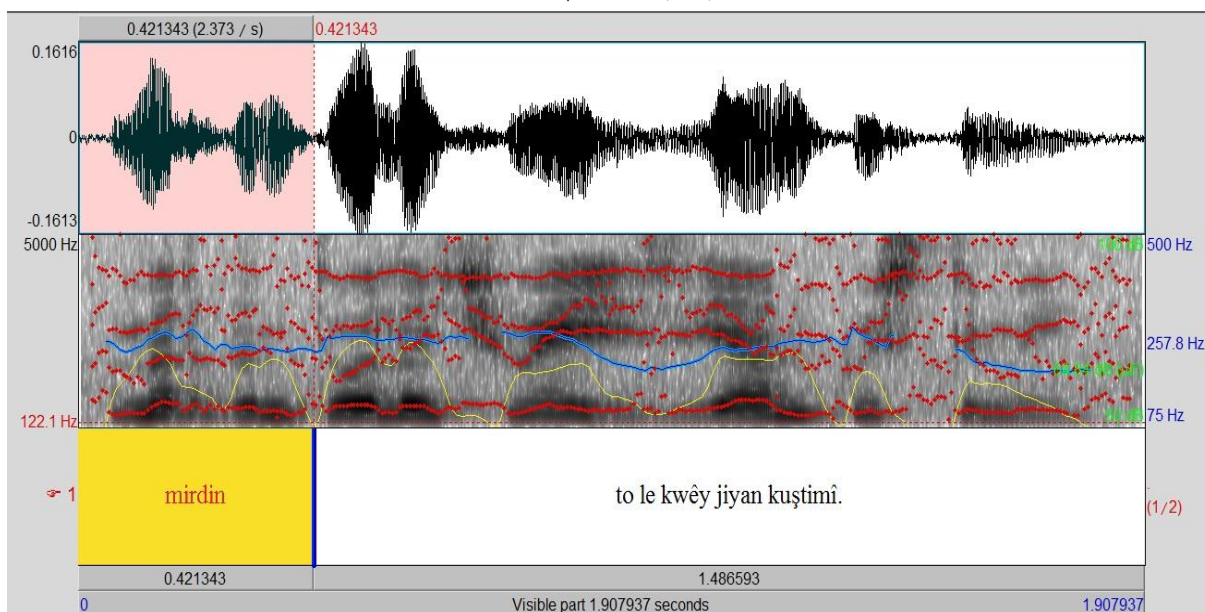 0.421343 (2.373 / s) 0.421343
0.1616
0
-0.1613
5000 Hz 500 Hz
257.8 Hz
122.1 Hz 75 Hz
1 mirdin to le kwêy jiyan kuştimî. (1/2)
0.421343 1.486593
0 Visible part 1.907937 seconds 1.907937